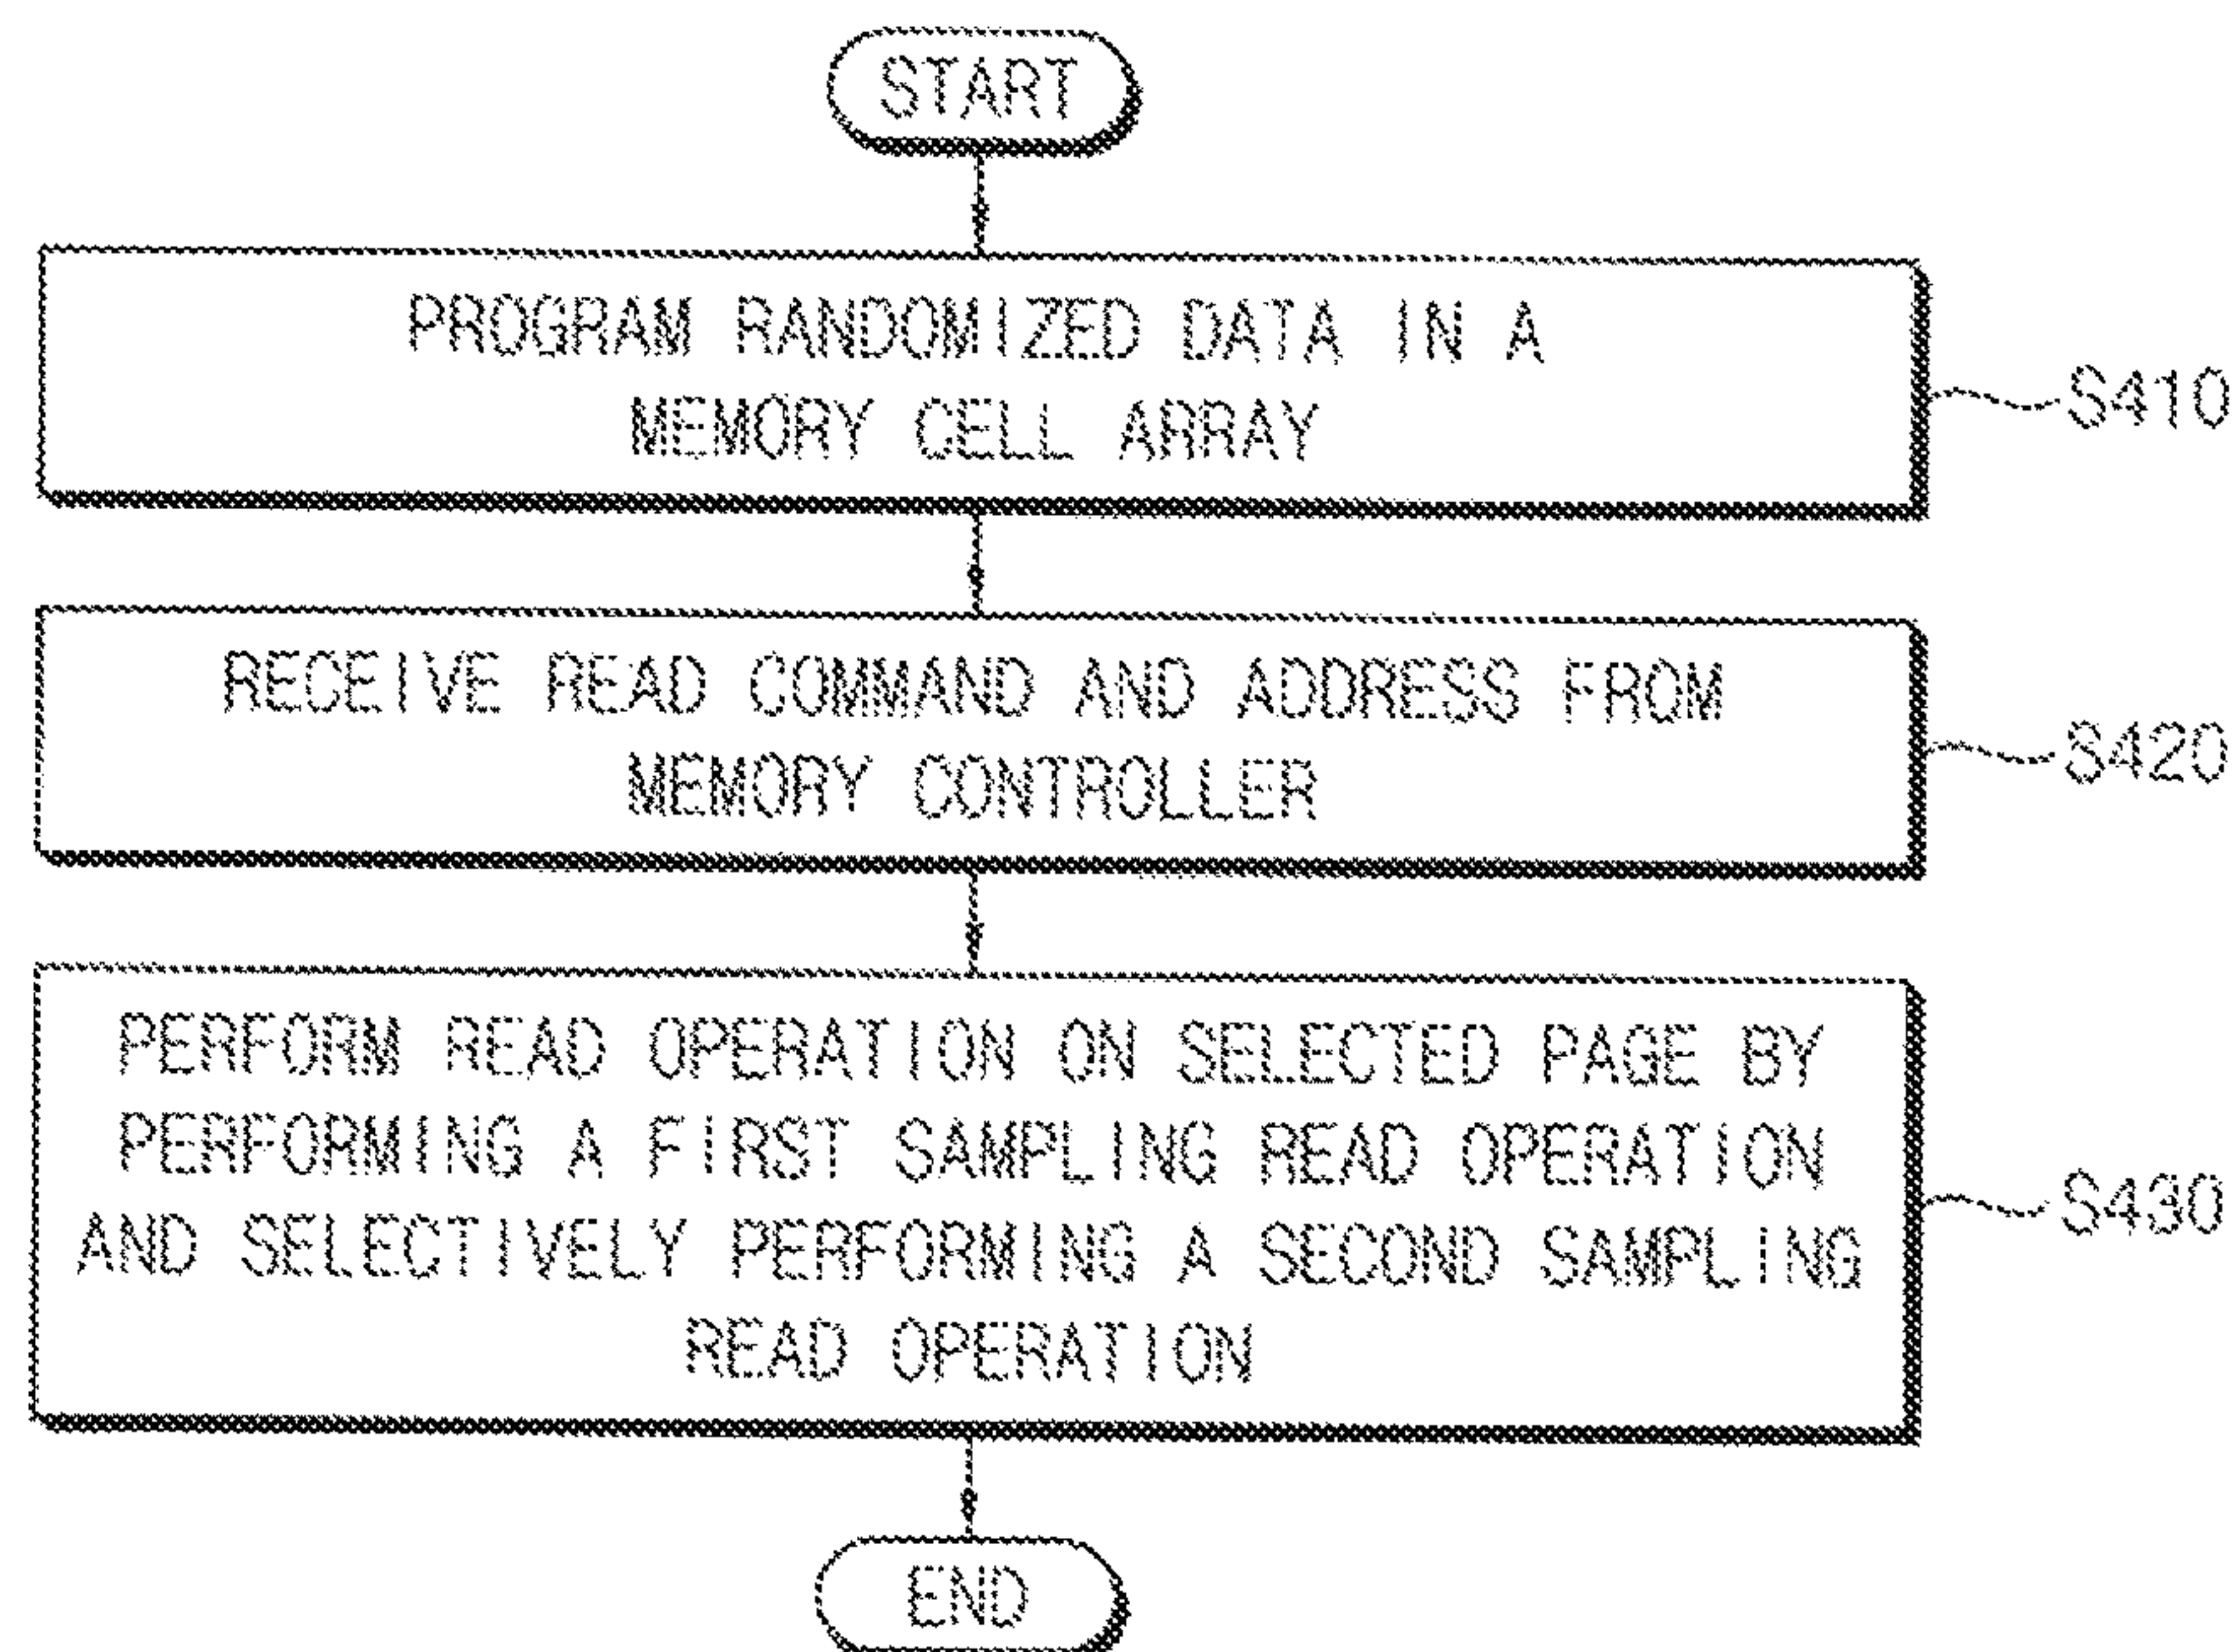 START
PROGRAM RANDOMIZED DATA IN A
MEMORY CELL ARRAY
S410
RECEIVE READ COMMAND AND ADDRESS FROM
MEMORY CONTROLLER
S420
PERFORM READ OPERATION ON SELECTED PAGE BY
PERFORMING A FIRST SAMPLING READ OPERATION
AND SELECTIVELY PERFORMING A SECOND SAMPLING
READ OPERATION
S430
END